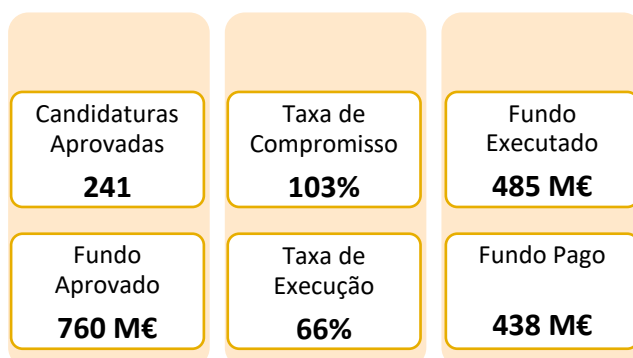 Candidaturas
Aprovadas
241
Taxa de
Compromisso
103%
Fundo
Executado
485 M€
Fundo
Aprovado
760 M€
Taxa de
Execução
66%
Fundo Pago
438 M€